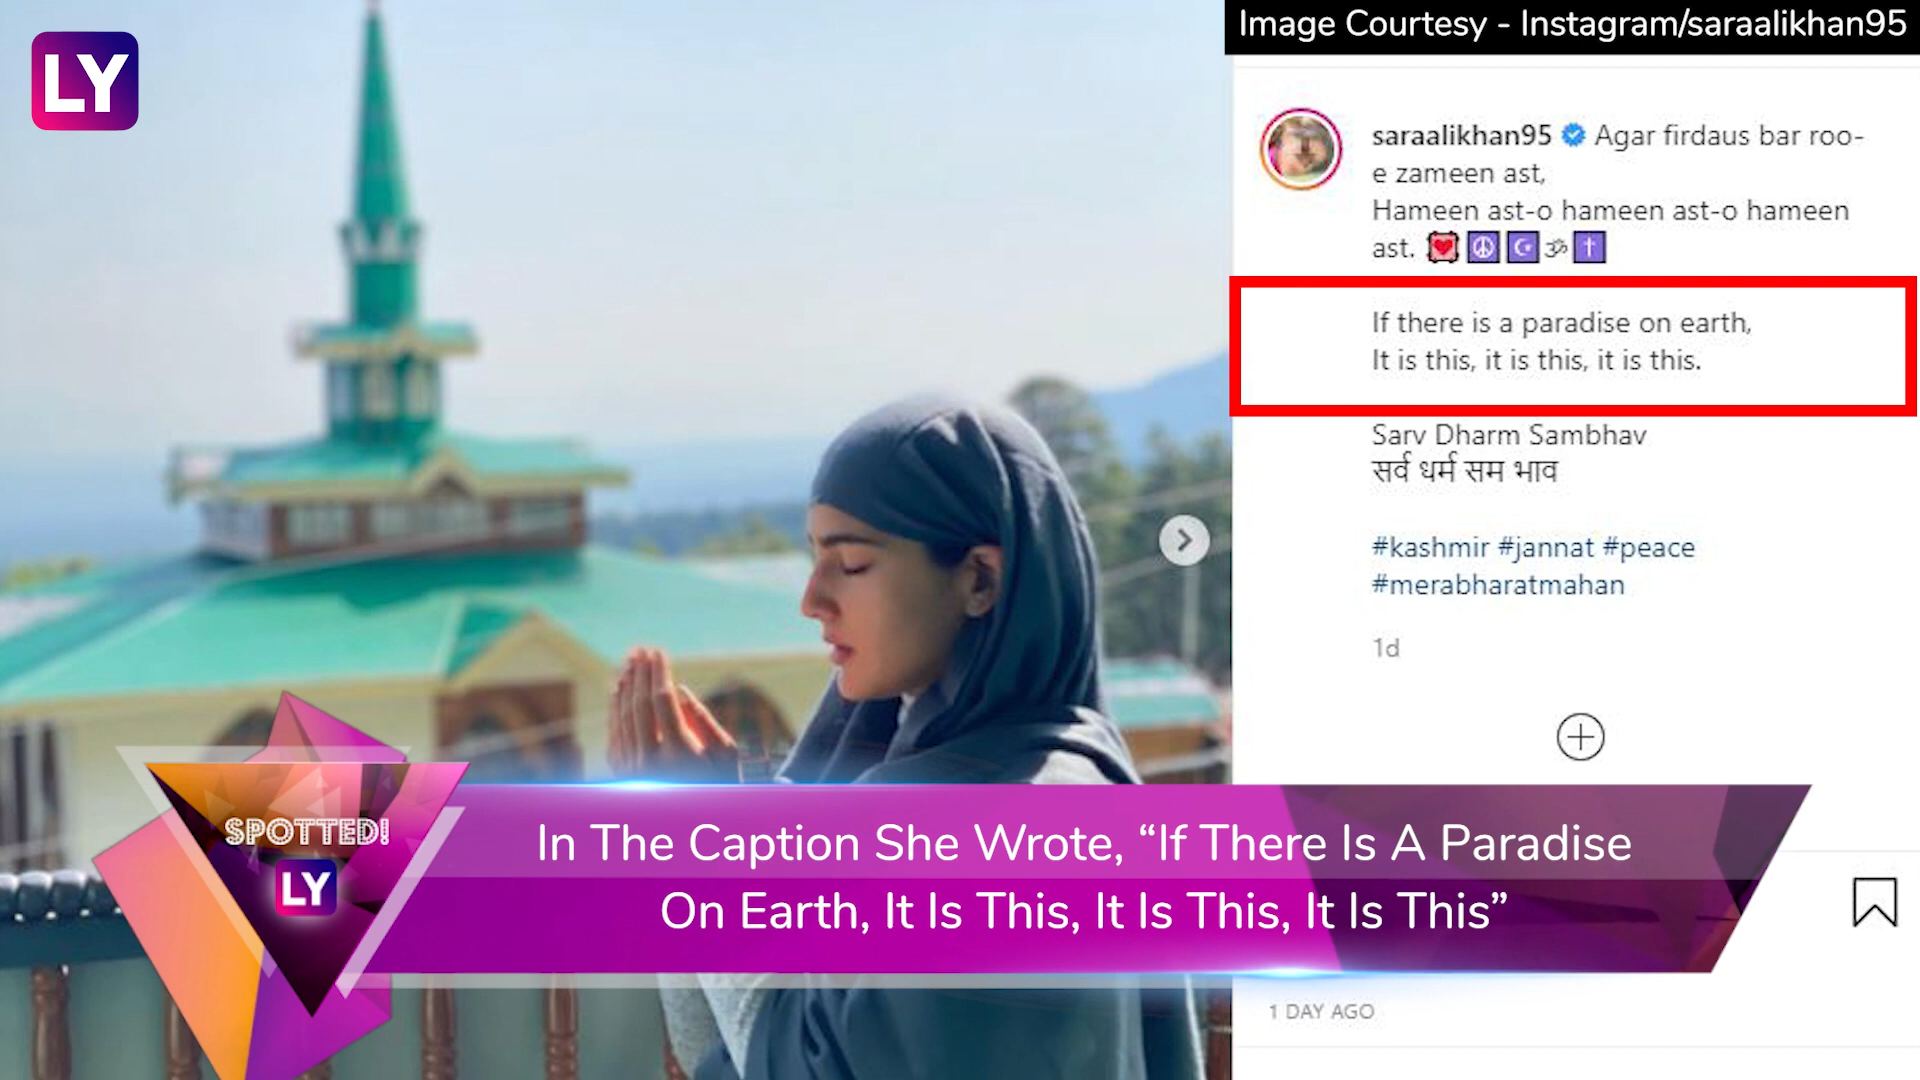 LY
Image Courtesy - Instagram/saraalikhan95
saraalikhan95 Agar firdaus bar roo-
e zameen ast,
Hameen ast-o hameen ast-o hameen
ast. 💟☮☪🕉✝
If there is a paradise on earth,
It is this, it is this, it is this.
Sarv Dharm Sambhav
सर्व धर्म सम भाव
#kashmir #jannat #peace
#merabharatmahan
1d
SPOTTED!
LY
In The Caption She Wrote, “If There Is A Paradise
On Earth, It Is This, It Is This, It Is This”
1 DAY AGO